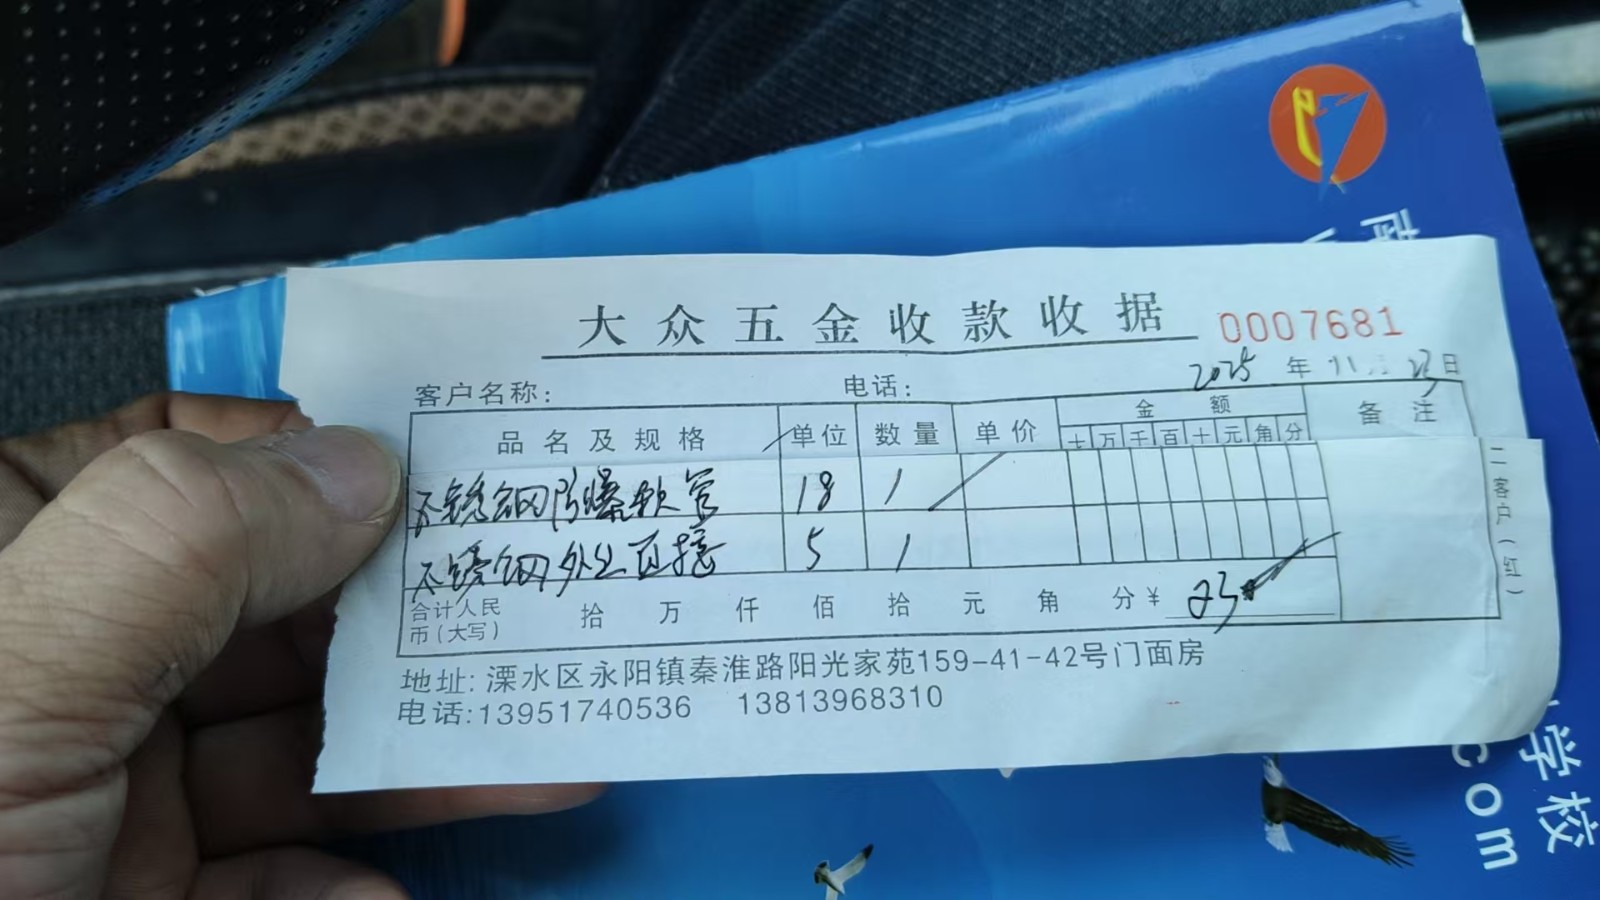 大众五金收款收据 0007681
客户名称: 电话: 2025 年 23 日
品名及规格 单位 数量 单价 金额 备注
十 万 千 百 十 元 角 分
不锈钢防爆软管 18 1
不锈钢外丝直接 5 1
合计人民币(大写) 拾 万 仟 佰 拾 元 角 分 ¥ 23
地址: 溧水区永阳镇秦淮路阳光家苑159-41-42号门面房
电话:13951740536 13813968310
二客户(红)
学校
com